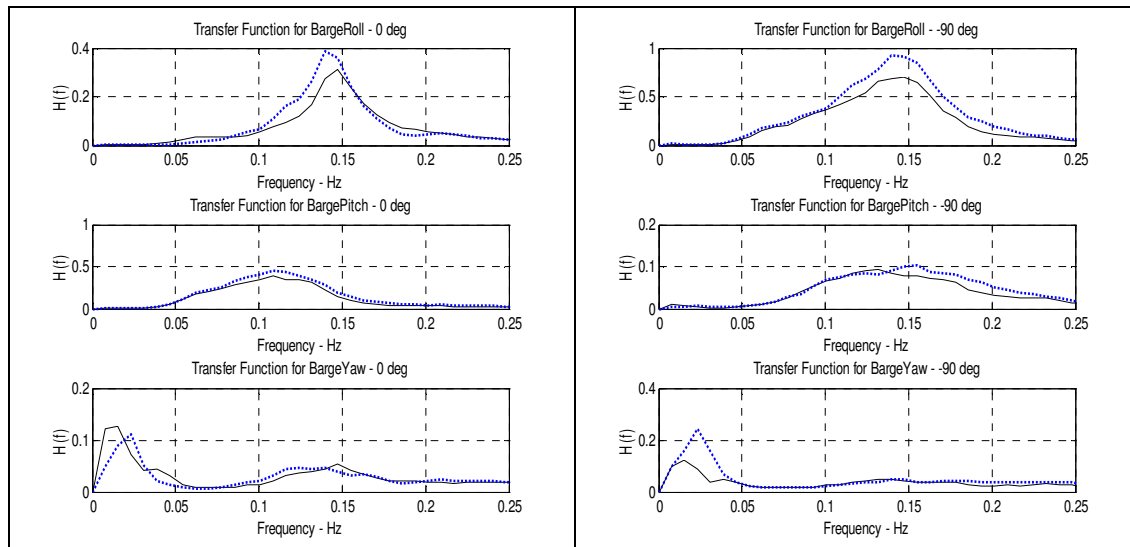 Transfer Function for BargeRoll - 0 deg
0.4
0.2
0
H (f)
0 0.05 0.1 0.15 0.2 0.25
Frequency - Hz
Transfer Function for BargePitch - 0 deg
1
0.5
0
H (f)
0 0.05 0.1 0.15 0.2 0.25
Frequency - Hz
Transfer Function for BargeYaw - 0 deg
0.2
0.1
0
H (f)
0 0.05 0.1 0.15 0.2 0.25
Frequency - Hz
Transfer Function for BargeRoll - -90 deg
1
0.5
0
H (f)
0 0.05 0.1 0.15 0.2 0.25
Frequency - Hz
Transfer Function for BargePitch - -90 deg
0.2
0.1
0
H (f)
0 0.05 0.1 0.15 0.2 0.25
Frequency - Hz
Transfer Function for BargeYaw - -90 deg
0.4
0.2
0
H (f)
0 0.05 0.1 0.15 0.2 0.25
Frequency - Hz